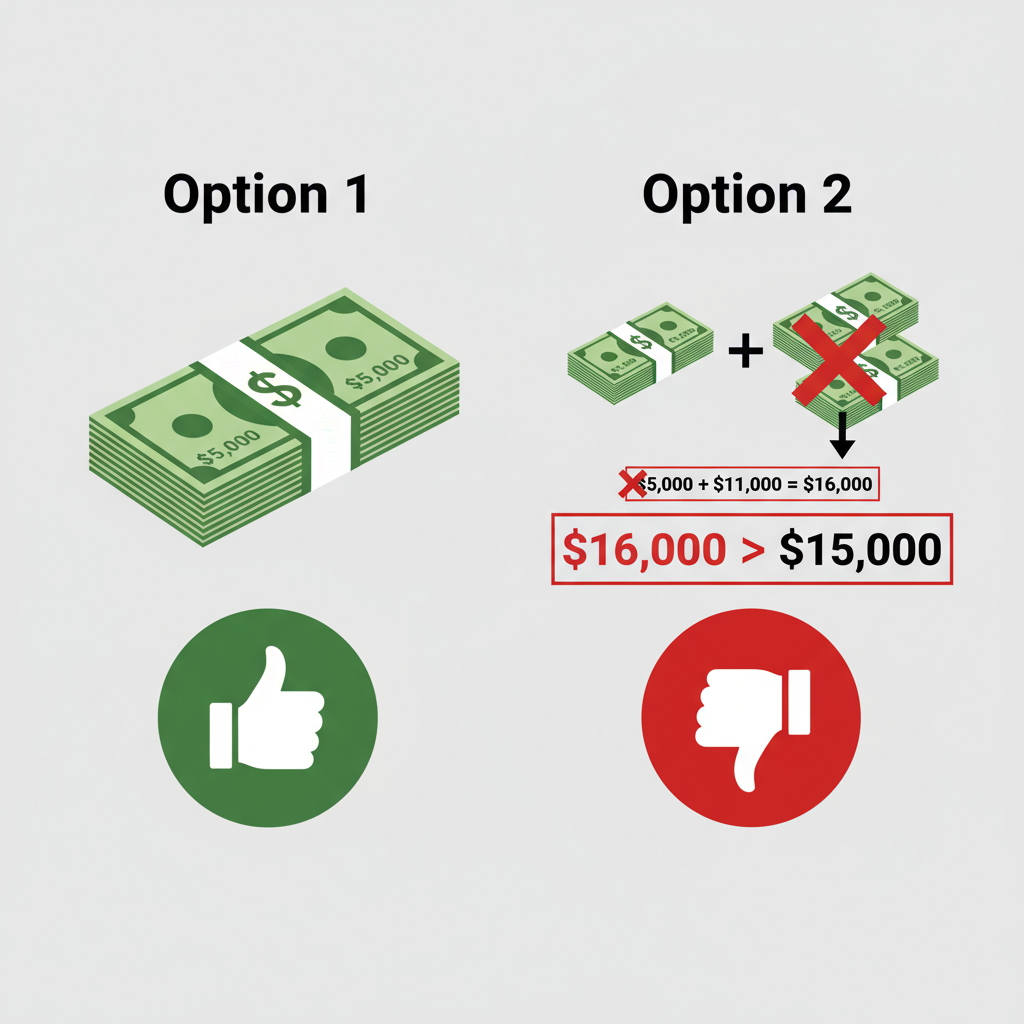 Option 1
Option 2
$
$5,000
$5,000
$
$
$
$5,000 + $11,000 = $16,000
$16,000 > $15,000